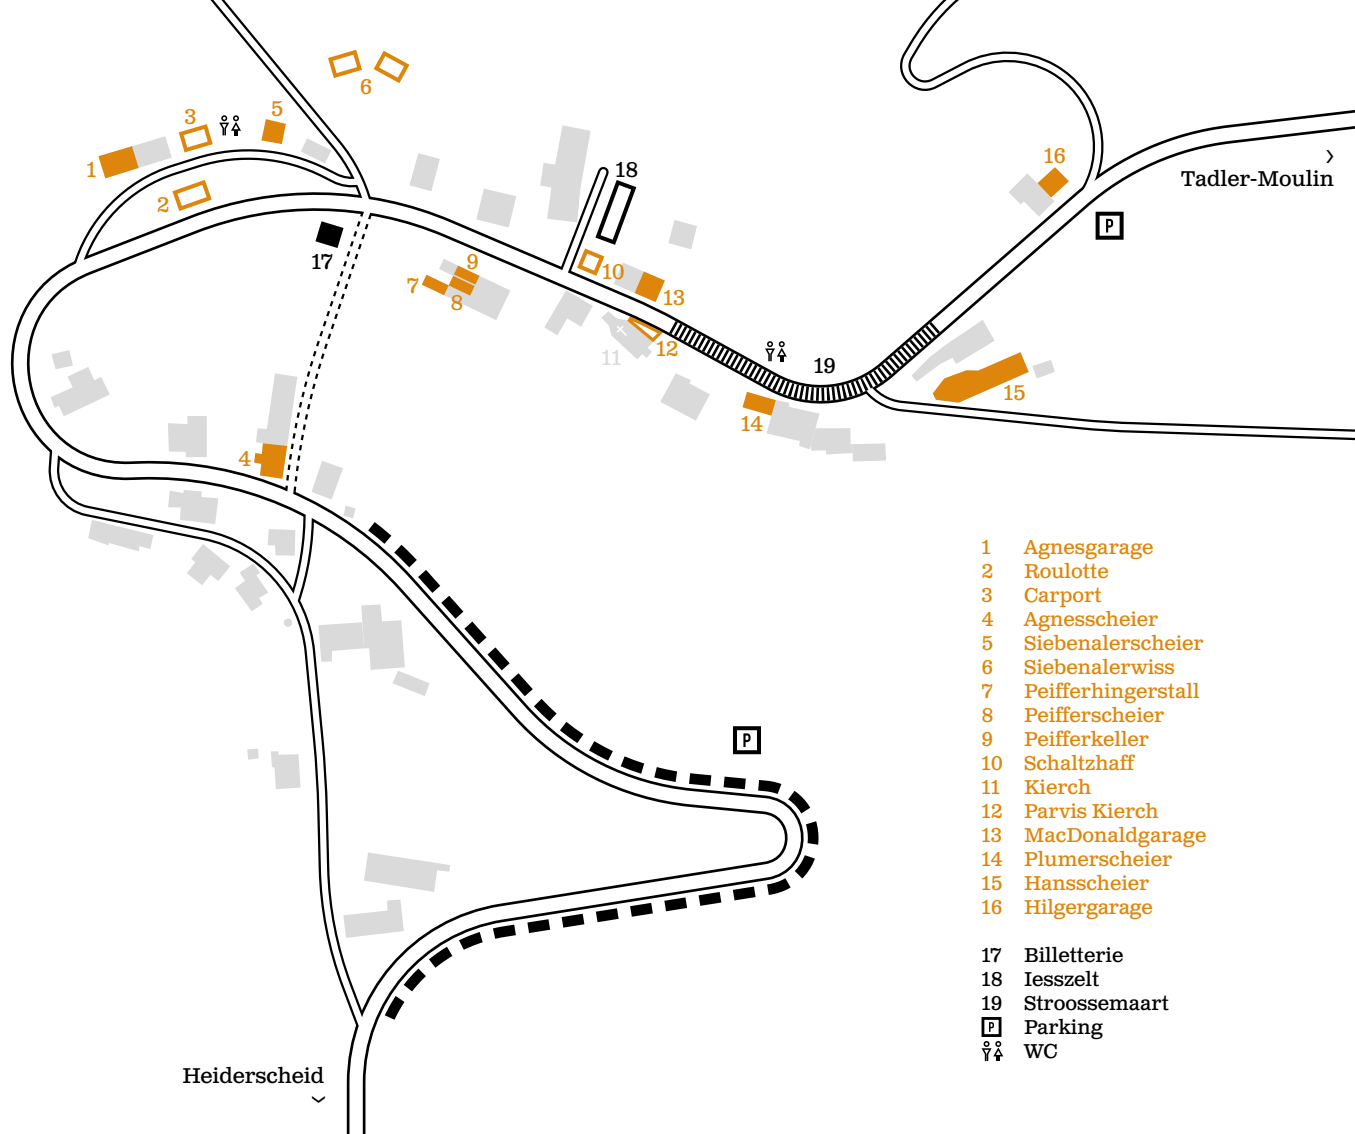 6
3
5
1
2
18
16
Tadler-Moulin
P
17
9
7
8
10
13
12
11
19
15
14
4
P
1 Agnesgarage
2 Roulotte
3 Carport
4 Agnesscheier
5 Siebenalerscheier
6 Siebenalerwiss
7 Peifferhingerstall
8 Peifferscheier
9 Peifferkeller
10 Schaltzhaff
11 Kierch
12 Parvis Kierch
13 MacDonaldgarage
14 Plumerscheier
15 Hansscheier
16 Hilgergarage
17 Billetterie
18 Iesszelt
19 Stroossemaart
P Parking
WC
Heiderscheid